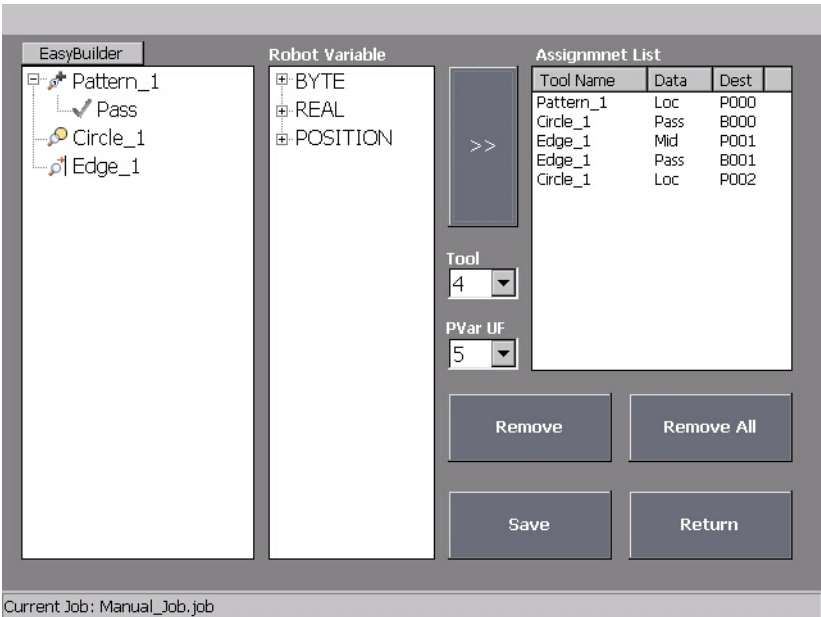 EasyBuilder
Pattern_1
Pass
Circle_1
Edge_1
Robot Variable
BYTE
REAL
POSITION
>>
Tool
4
PVar UF
5
Assignmnet List
Tool Name Data Dest
Pattern_1 Loc P000
Circle_1 Pass B000
Edge_1 Mid P001
Edge_1 Pass B001
Circle_1 Loc P002
Remove
Remove All
Save
Return
Current Job: Manual_Job.job